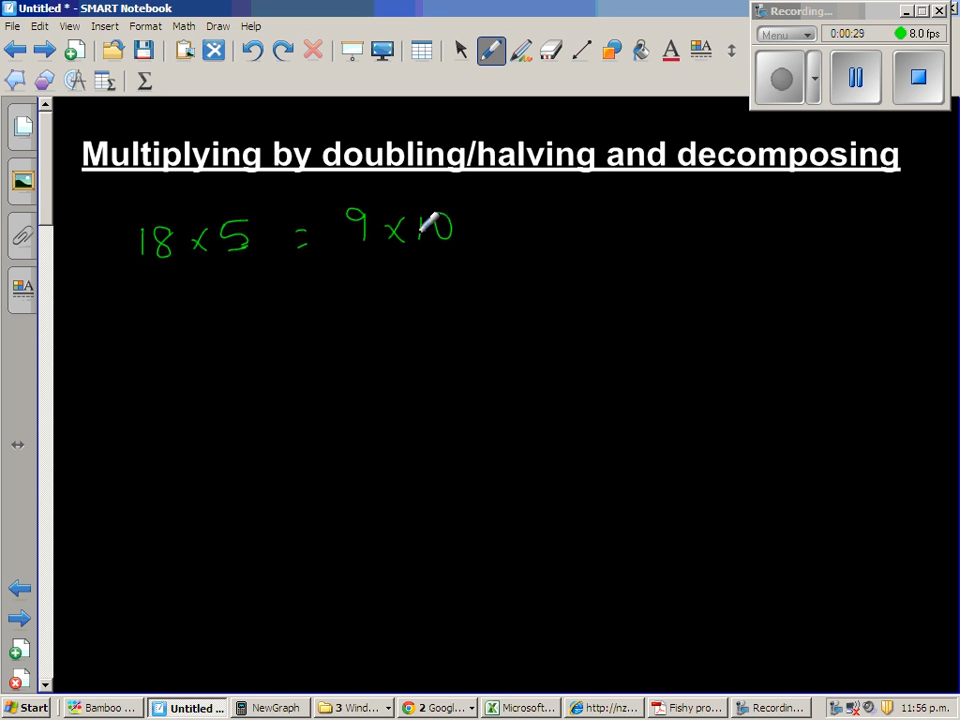 Untitled * - SMART Notebook
File Edit View Insert Format Math Draw Help
Recording...
Menu 0:00:29 8.0 fps
Multiplying by doubling/halving and decomposing
18 × 5 = 9 × 10
Start Bamboo ... Untitled ... NewGraph 3 Wind... 2 Googl... Microsoft... http://nz... Fishy pro... Recordin... 11:56 p.m.